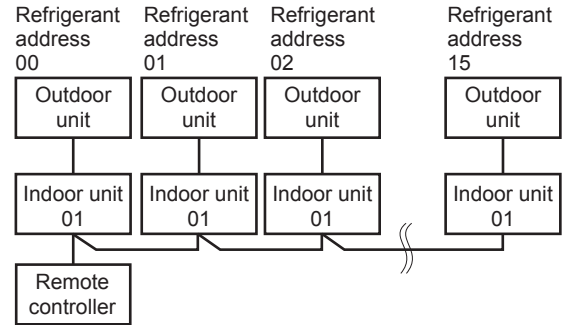 Refrigerant
address
00
Refrigerant
address
01
Refrigerant
address
02
Refrigerant
address
15
Outdoor
unit
Outdoor
unit
Outdoor
unit
Outdoor
unit
Indoor unit
01
Indoor unit
01
Indoor unit
01
Indoor unit
01
Remote
controller